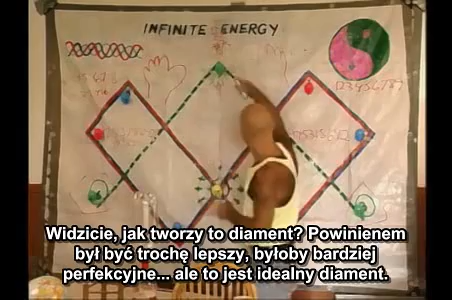 INFINITE ENERGY
123456789
Widzicie, jak tworzy to diament? Powinienem
był być trochę lepszy, byłoby bardziej
perfekcyjne... ale to jest idealny diament.